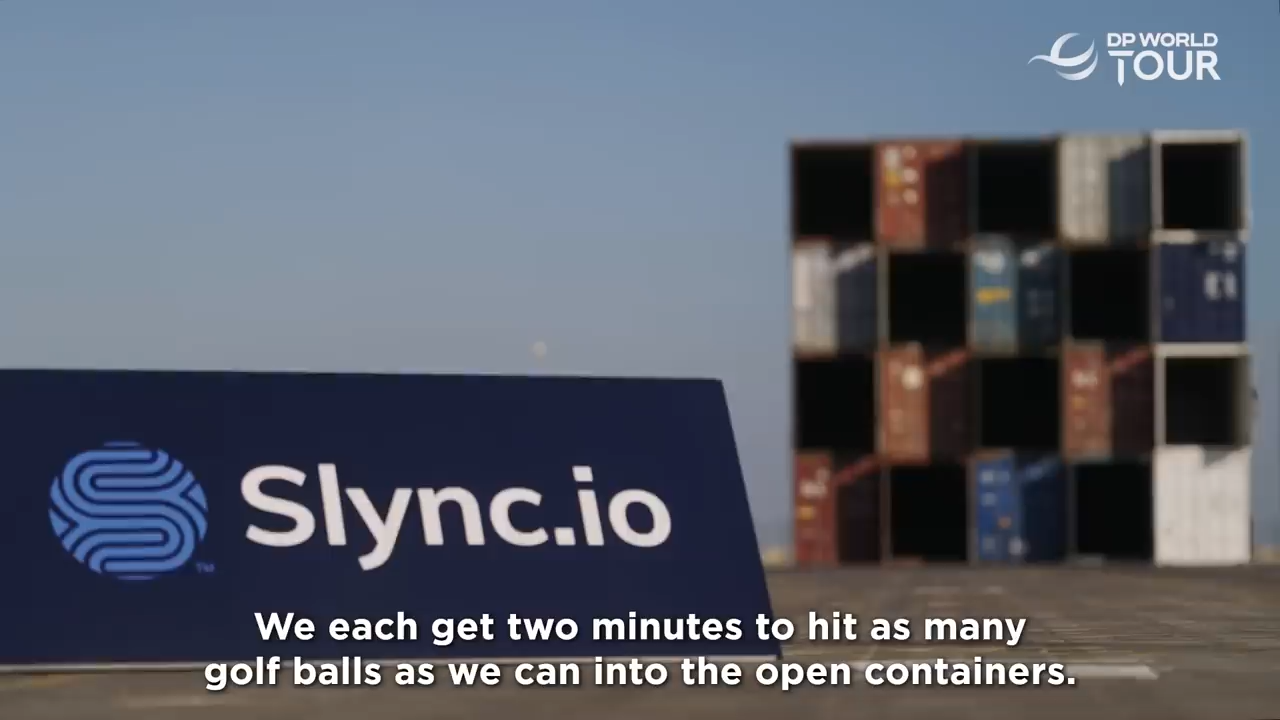 DP WORLD
TOUR
Slync.io
TM
We each get two minutes to hit as many
golf balls as we can into the open containers.